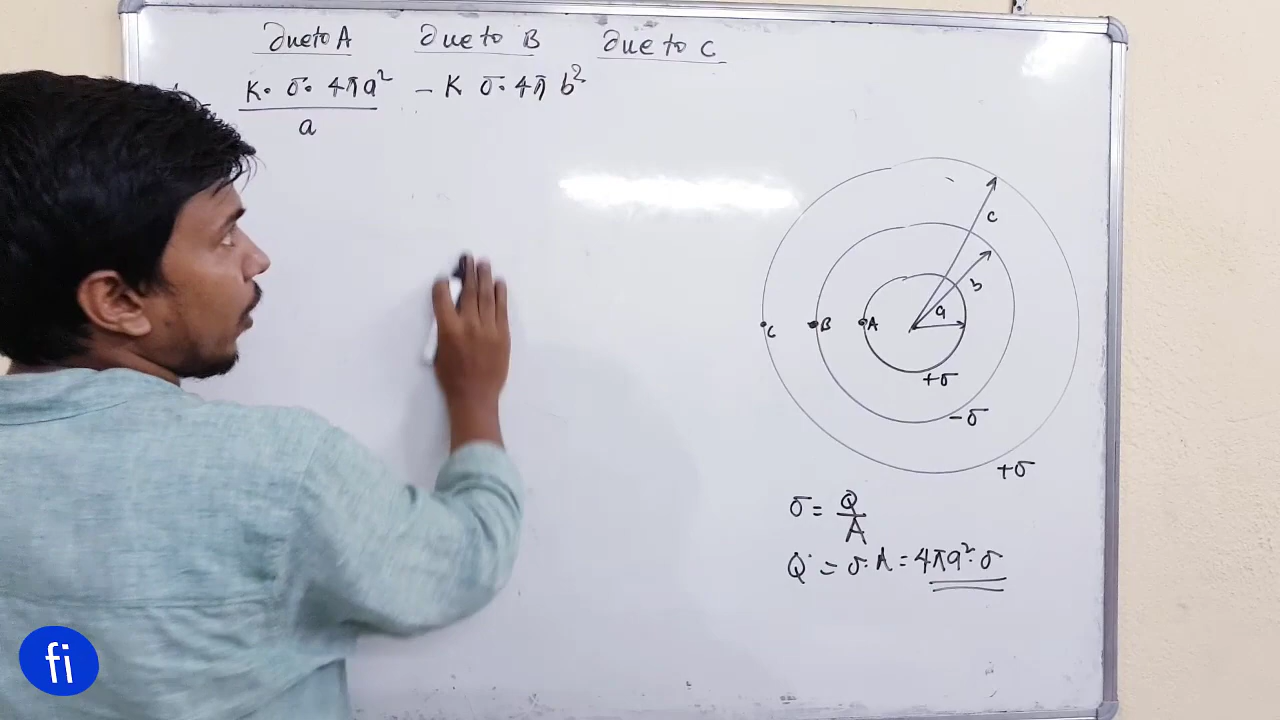 due to A due to B due to C
K· σ· 4πa² - K σ· 4π b²
a
c
b
a
C B A
+σ
-σ
+σ
σ = Q
A
Q = σ·A = 4πa²·σ
fi